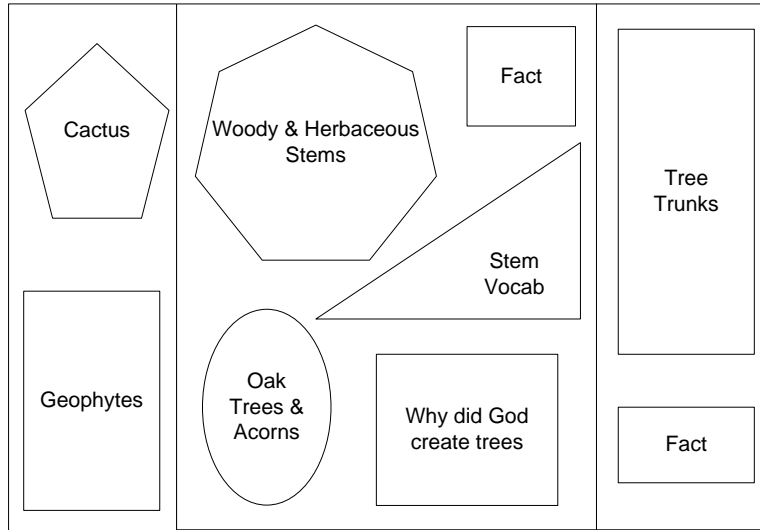 Cactus
Geophytes
Woody & Herbaceous
Stems
Fact
Stem
Vocab
Oak
Trees &
Acorns
Why did God
create trees
Tree
Trunks
Fact